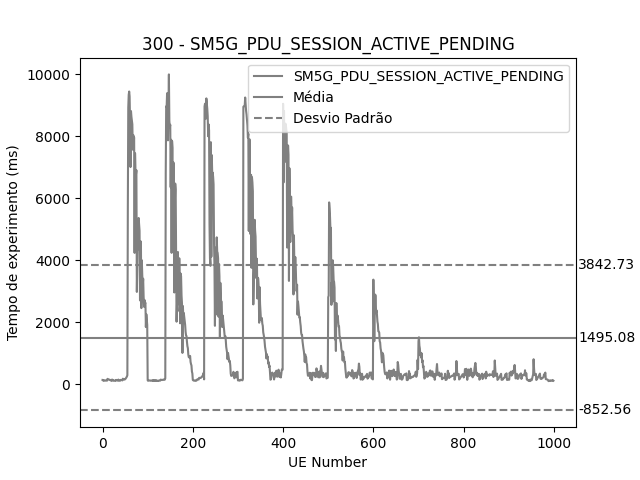 300 - SM5G_PDU_SESSION_ACTIVE_PENDING
SM5G_PDU_SESSION_ACTIVE_PENDING
Média
Desvio Padrão
Tempo de experimento (ms)
10000
8000
6000
4000
2000
0
3842.73
1495.08
-852.56
0 200 400 600 800 1000
UE Number